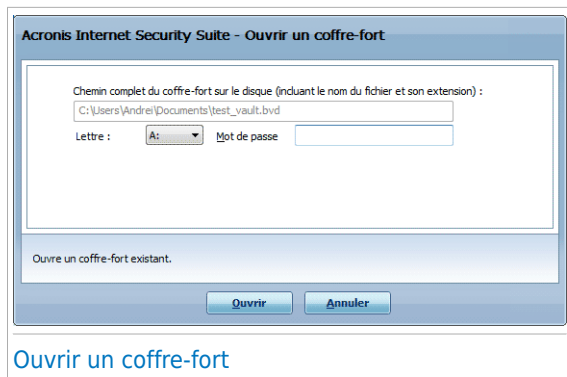 Acronis Internet Security Suite - Ouvrir un coffre-fort
Chemin complet du coffre-fort sur le disque (incluant le nom du fichier et son extension) :
C:\Users\Andrei\Documents\test_vault.bvd
Lettre : A: Mot de passe
Ouvre un coffre-fort existant.
Ouvrir Annuler
Ouvrir un coffre-fort